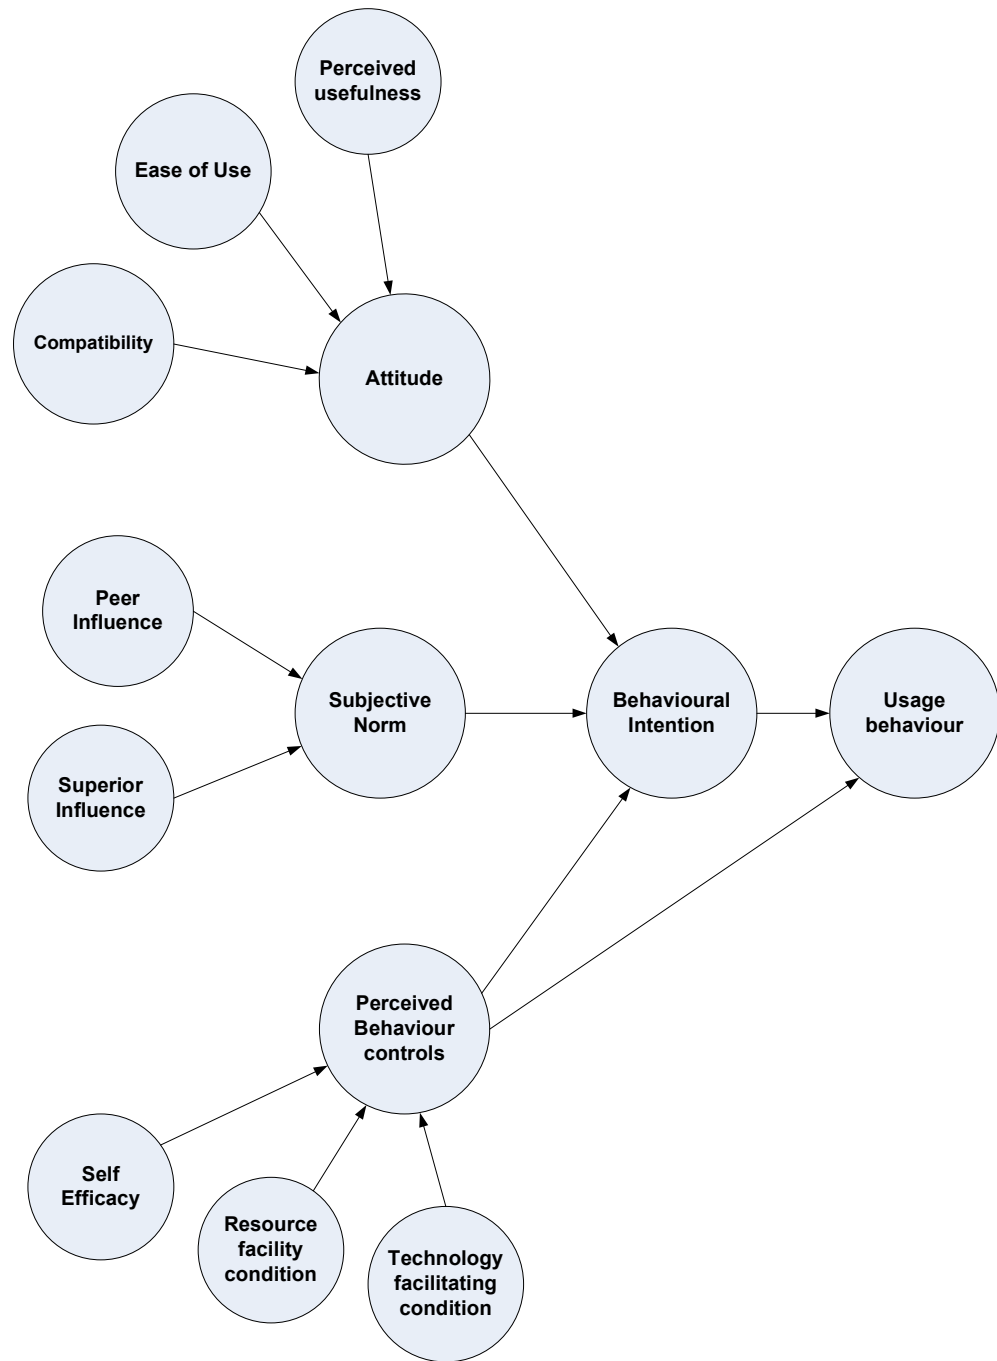 Perceived
usefulness
Ease of Use
Compatibility
Attitude
Peer
Influence
Subjective
Norm
Behavioural
Intention
Usage
behaviour
Superior
Influence
Perceived
Behaviour
controls
Self
Efficacy
Resource
facility
condition
Technology
facilitating
condition